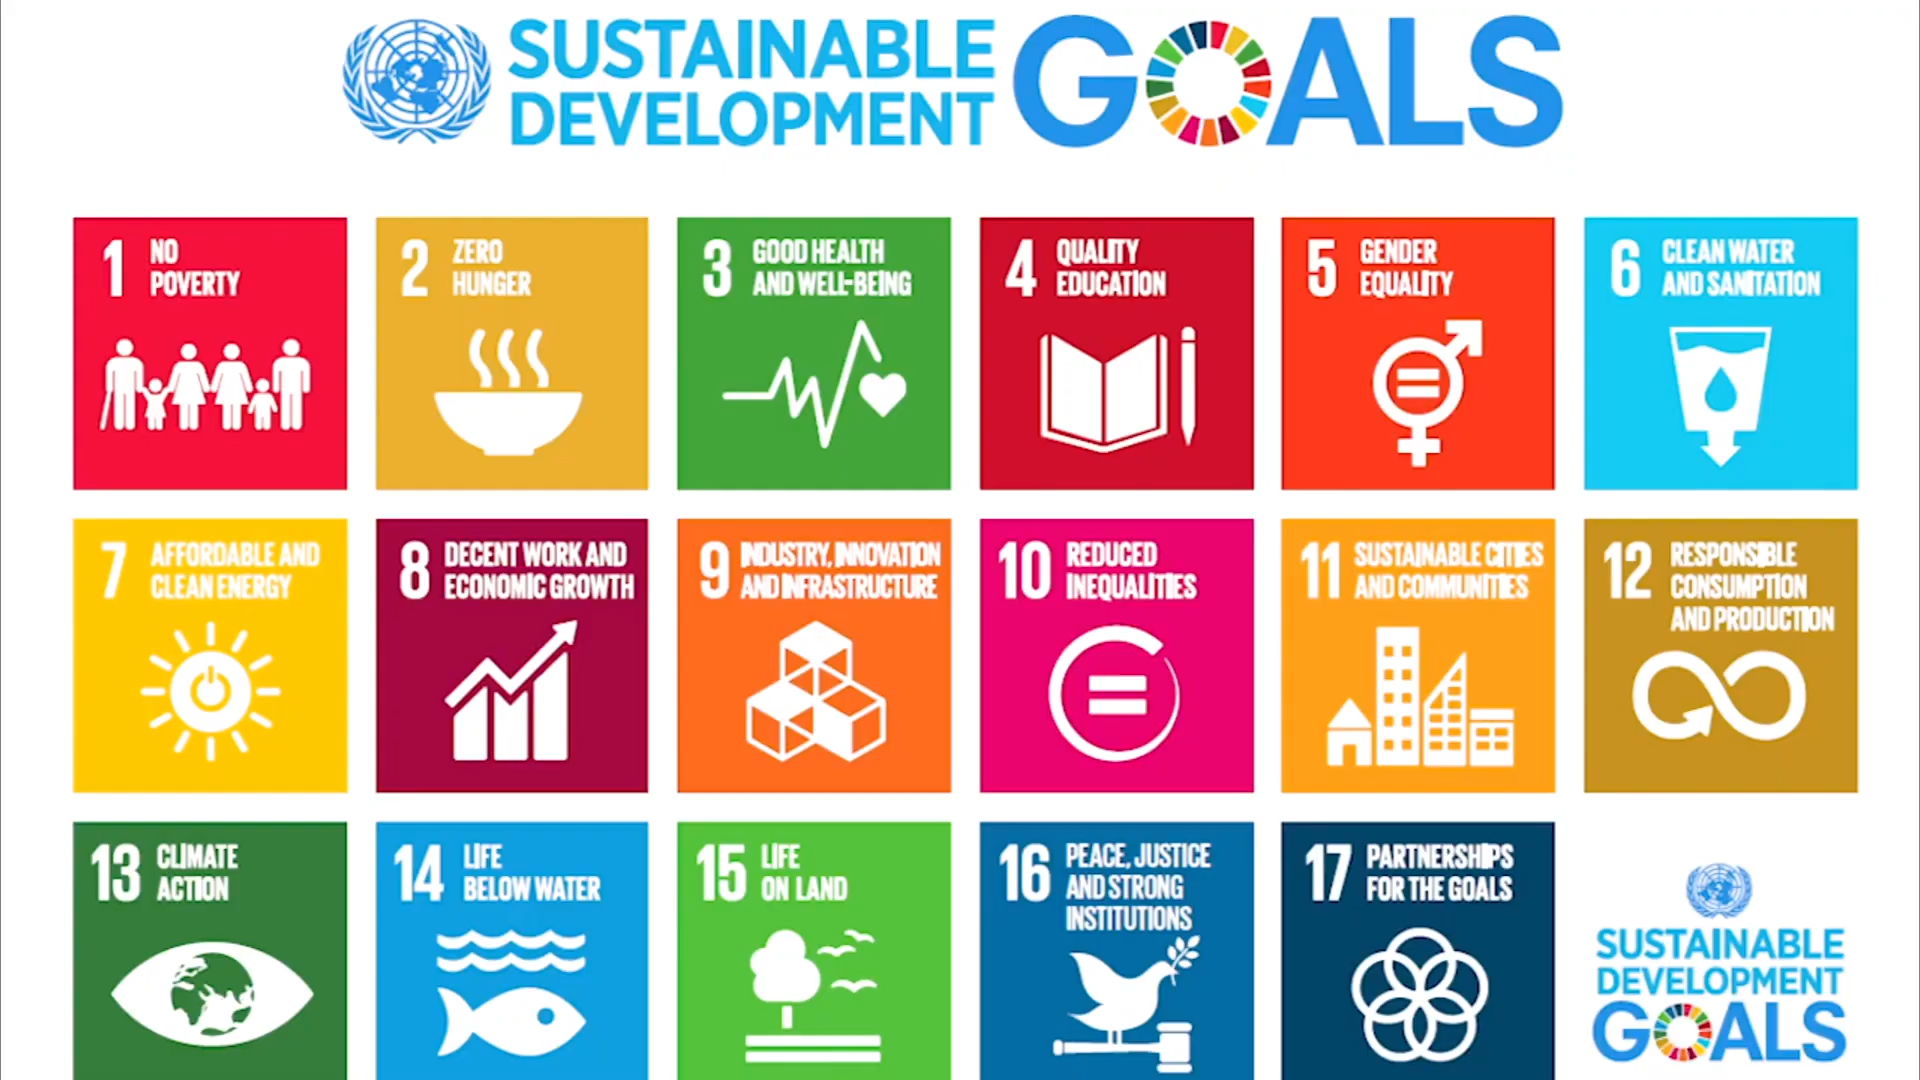 SUSTAINABLE
DEVELOPMENT
GOALS
1 NO
POVERTY
2 ZERO
HUNGER
3 GOOD HEALTH
AND WELL-BEING
4 QUALITY
EDUCATION
5 GENDER
EQUALITY
6 CLEAN WATER
AND SANITATION
7 AFFORDABLE AND
CLEAN ENERGY
8 DECENT WORK AND
ECONOMIC GROWTH
9 INDUSTRY, INNOVATION
AND INFRASTRUCTURE
10 REDUCED
INEQUALITIES
11 SUSTAINABLE CITIES
AND COMMUNITIES
12 RESPONSIBLE
CONSUMPTION
AND PRODUCTION
13 CLIMATE
ACTION
14 LIFE
BELOW WATER
15 LIFE
ON LAND
16 PEACE, JUSTICE
AND STRONG
INSTITUTIONS
17 PARTNERSHIPS
FOR THE GOALS
SUSTAINABLE
DEVELOPMENT
GOALS